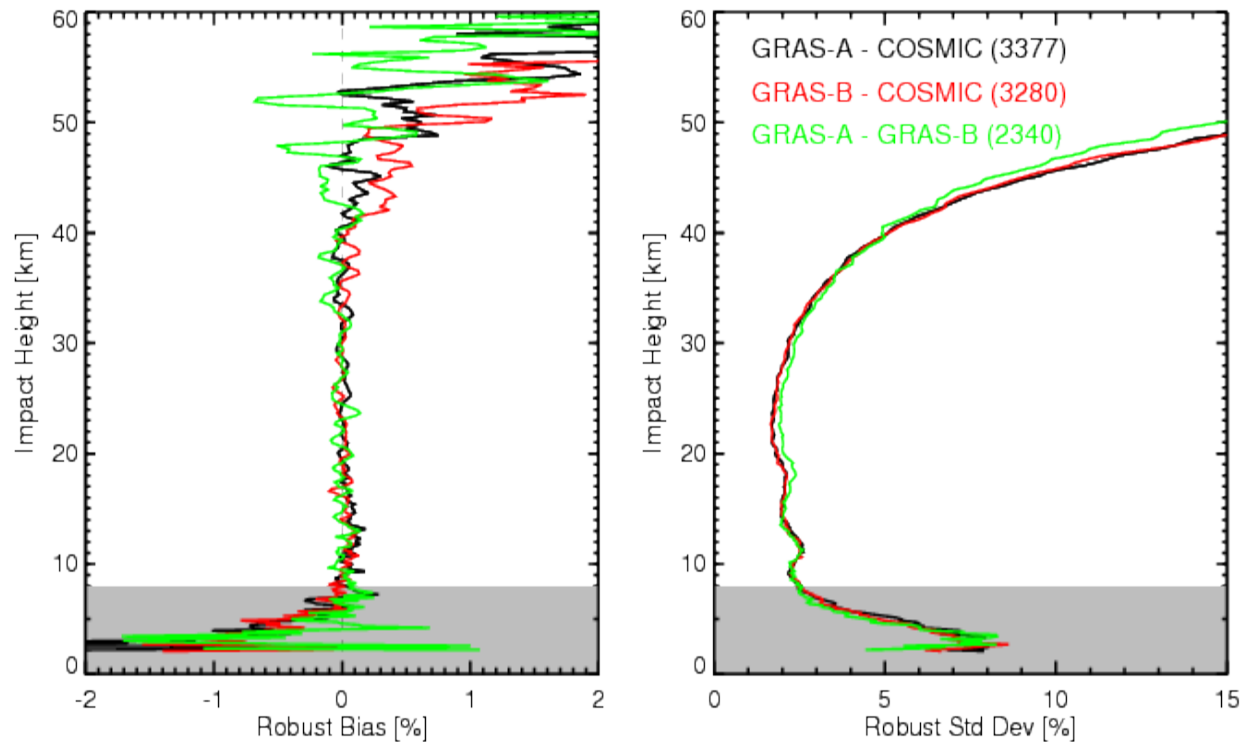 60
50
40
30
20
10
0
Impact Height [km]
-2 -1 0 1 2
Robust Bias [%]
60
50
40
30
20
10
0
Impact Height [km]
GRAS-A - COSMIC (3377)
GRAS-B - COSMIC (3280)
GRAS-A - GRAS-B (2340)
0 5 10 15
Robust Std Dev [%]